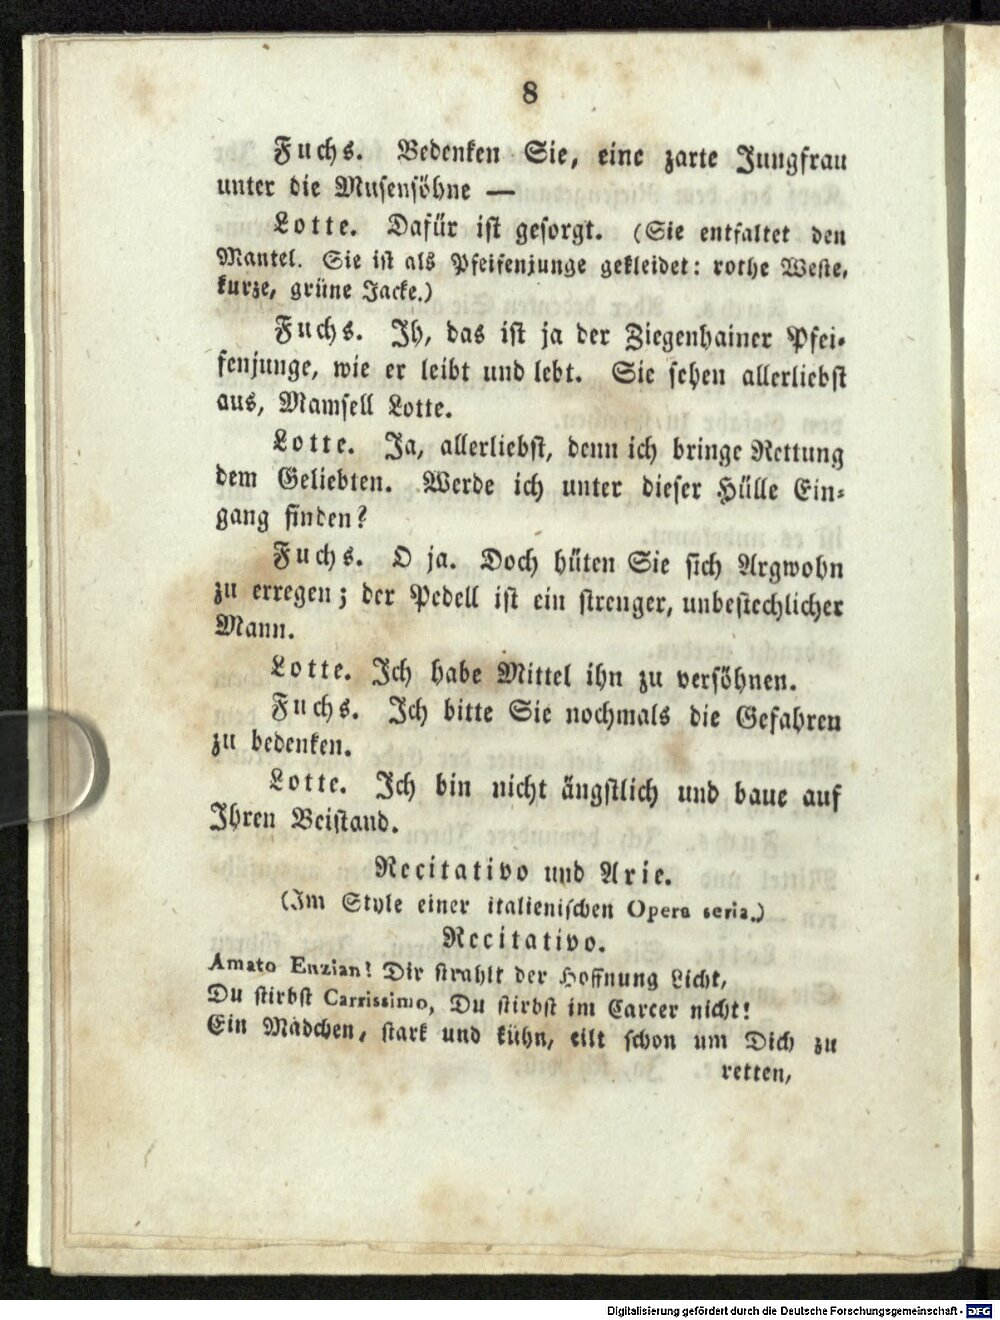 8
Fuchs. Bedenken Sie, eine zarte Jungfrau
unter die Musensöhne —
Lotte. Dafür ist gesorgt. (Sie entfaltet den
Mantel. Sie ist als Pfeifenjunge gekleidet: rothe Weste,
kurze, grüne Jacke.)
Fuchs. Ih, das ist ja der Ziegenhainer Pfei-
fenjunge, wie er leibt und lebt. Sie sehen allerliebst
aus, Mamsell Lotte.
Lotte. Ja, allerliebst, denn ich bringe Rettung
dem Geliebten. Werde ich unter dieser Hülle Ein-
gang finden?
Fuchs. O ja. Doch hüten Sie sich Argwohn
zu erregen; der Pedell ist ein strenger, unbestechlicher
Mann.
Lotte. Ich habe Mittel ihn zu versöhnen.
Fuchs. Ich bitte Sie nochmals die Gefahren
zu bedenken.
Lotte. Ich bin nicht ängstlich und baue auf
Ihren Beistand.
Recitativo und Arie.
(Im Style einer italienischen Opera seria.)
Recitativo.
Amato Enzian! Dir strahlt der Hoffnung Licht,
Du stirbst Carrissimo, Du stirbst im Carcer nicht!
Ein Mädchen, stark und kühn, eilt schon um Dich zu
retten,
Digitalisierung gefördert durch die Deutsche Forschungsgemeinschaft - DFG